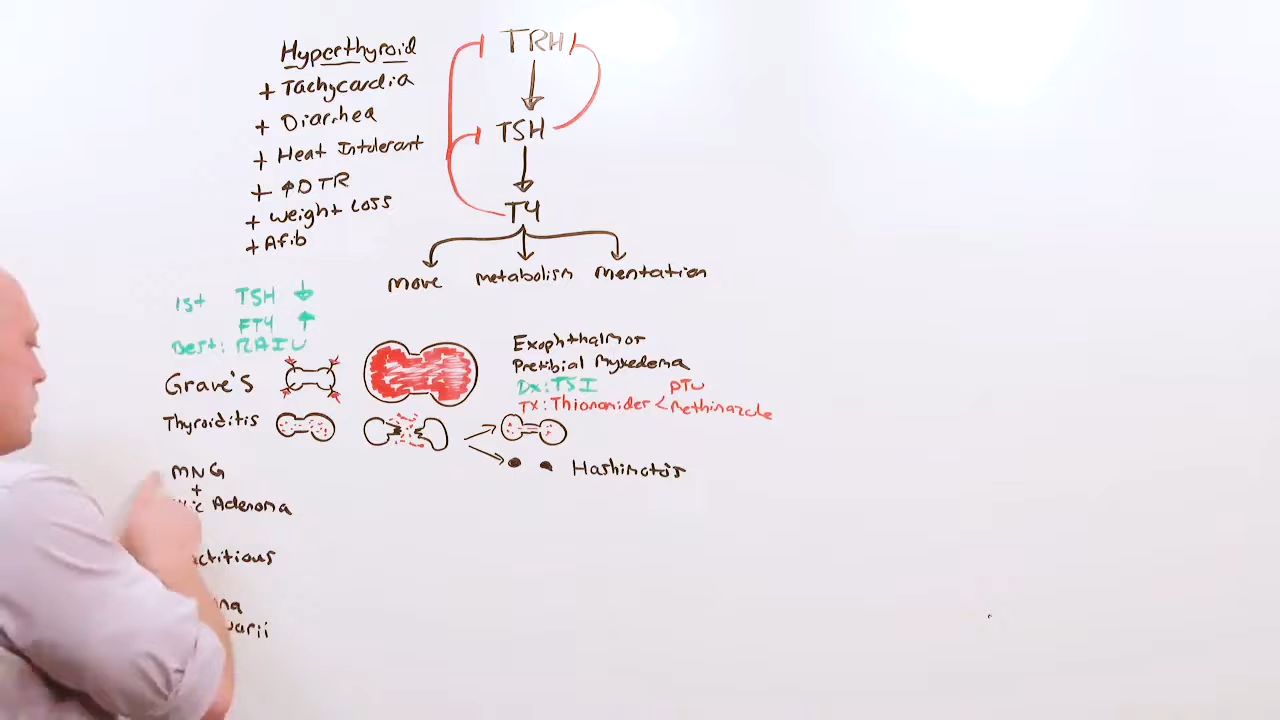 Hyperthyroid
+ Tachycardia
+ Diarrhea
+ Heat Intolerant
+ ↑DTR
+ Weight Loss
+ Afib
TRH
TSH
T4
Move Metabolism Mentation
1st TSH ↓
FT4 ↑
Best: RAIU
Grave's
Exophthalmos
Pretibial Myxedema
Dx: TSI
Tx: Thionamides < PTU
Methimazole
Thyroiditis
Hashimoto's
MNG
+
Adenoma